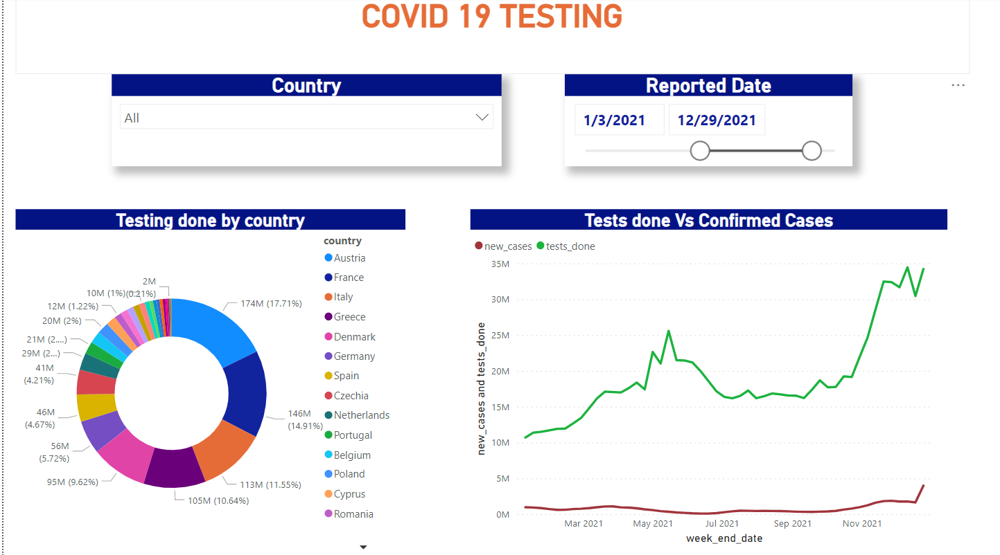 COVID 19 TESTING
Country
All
Reported Date
1/3/2021
12/29/2021
...
Testing done by country
country
Austria
France
Italy
Greece
Denmark
Germany
Spain
Czechia
Netherlands
Portugal
Belgium
Poland
Cyprus
Romania
2M
(0.21%)
10M (1%)
12M (1.22%)
20M (2%)
21M (2....)
29M (2...)
41M
(4.21%)
46M
(4.67%)
56M
(5.72%)
95M (9.62%)
105M (10.64%)
113M (11.55%)
146M
(14.91%)
174M (17.71%)
Tests done Vs Confirmed Cases
new_cases
tests_done
new_cases and tests_done
35M
30M
25M
20M
15M
10M
5M
0M
Mar 2021
May 2021
Jul 2021
Sep 2021
Nov 2021
week_end_date